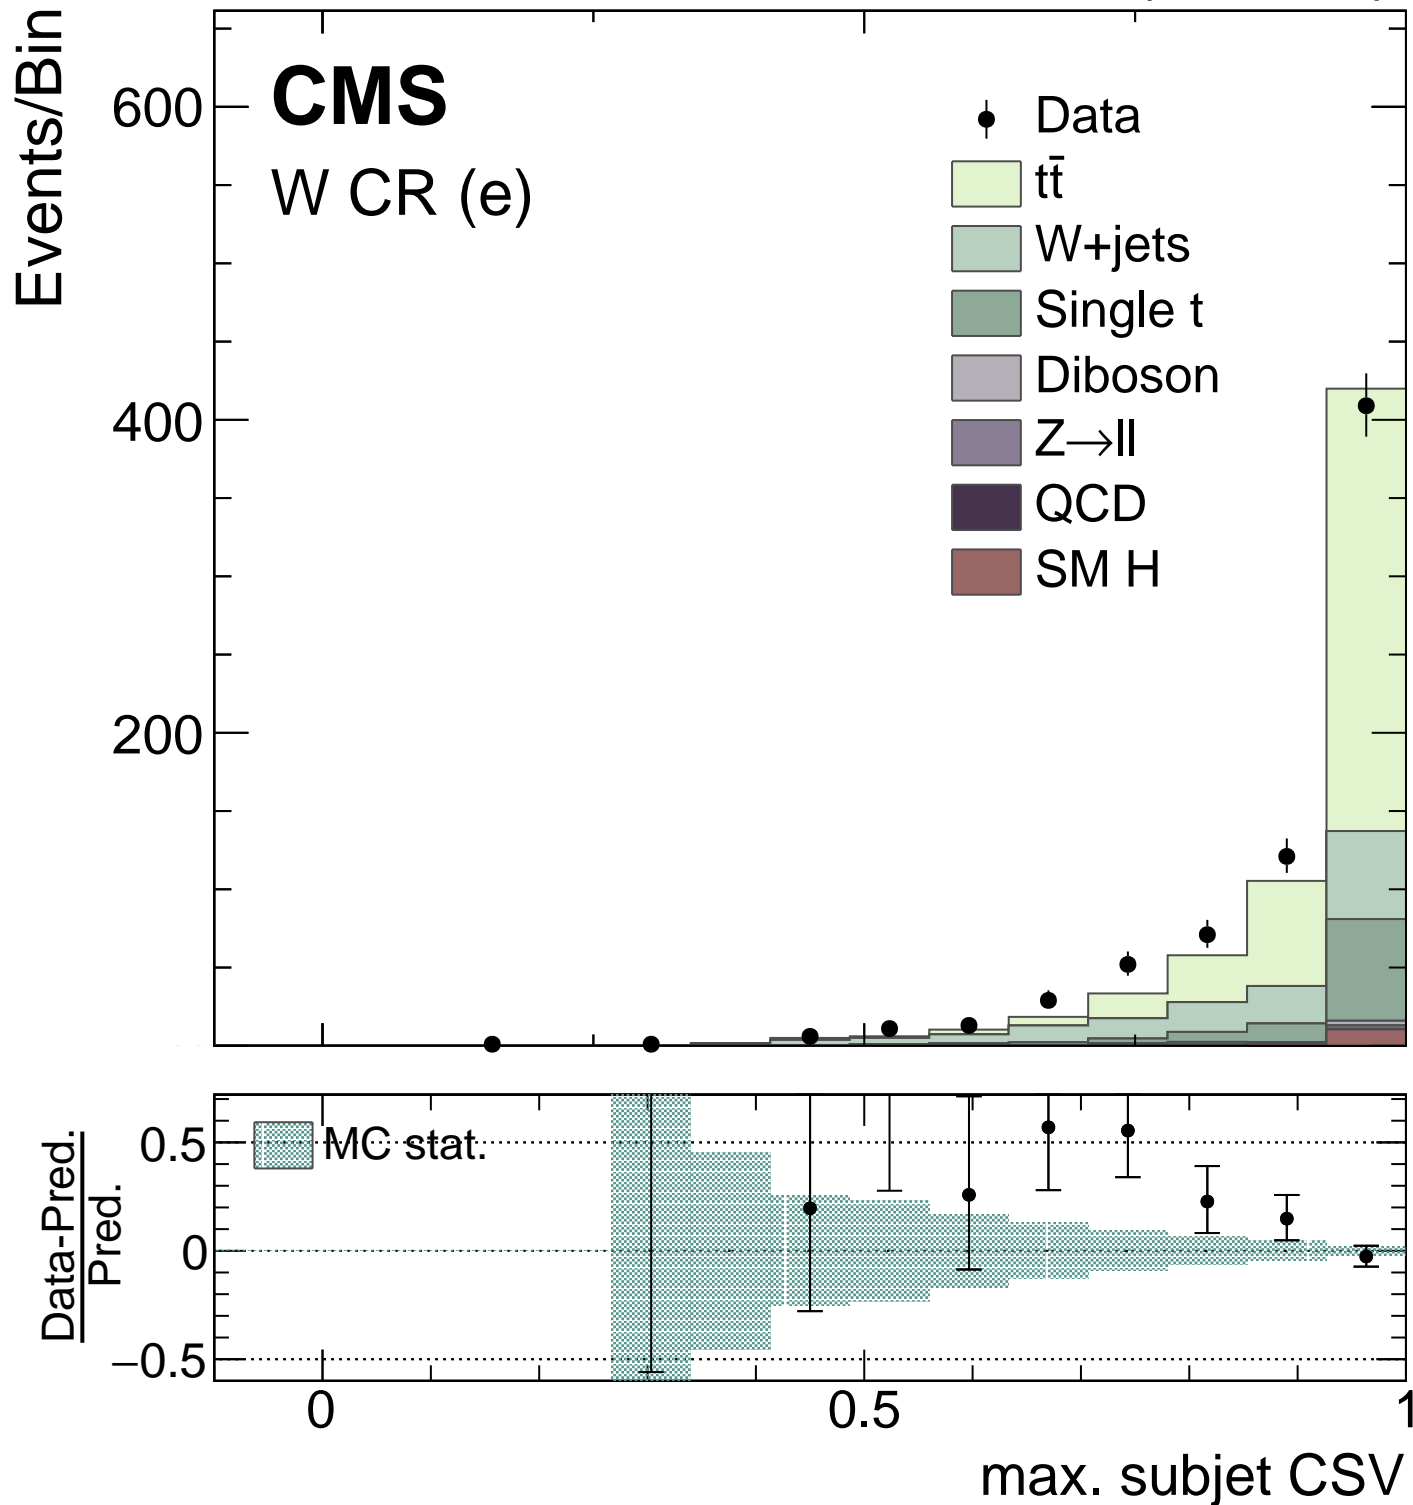 Events/Bin
600
400
200
CMS
W CR (e)
Data
tt̄
W+jets
Single t
Diboson
Z→ll
QCD
SM H
Data-Pred.
Pred.
0.5
0
−0.5
MC stat.
0
0.5
1
max. subjet CSV